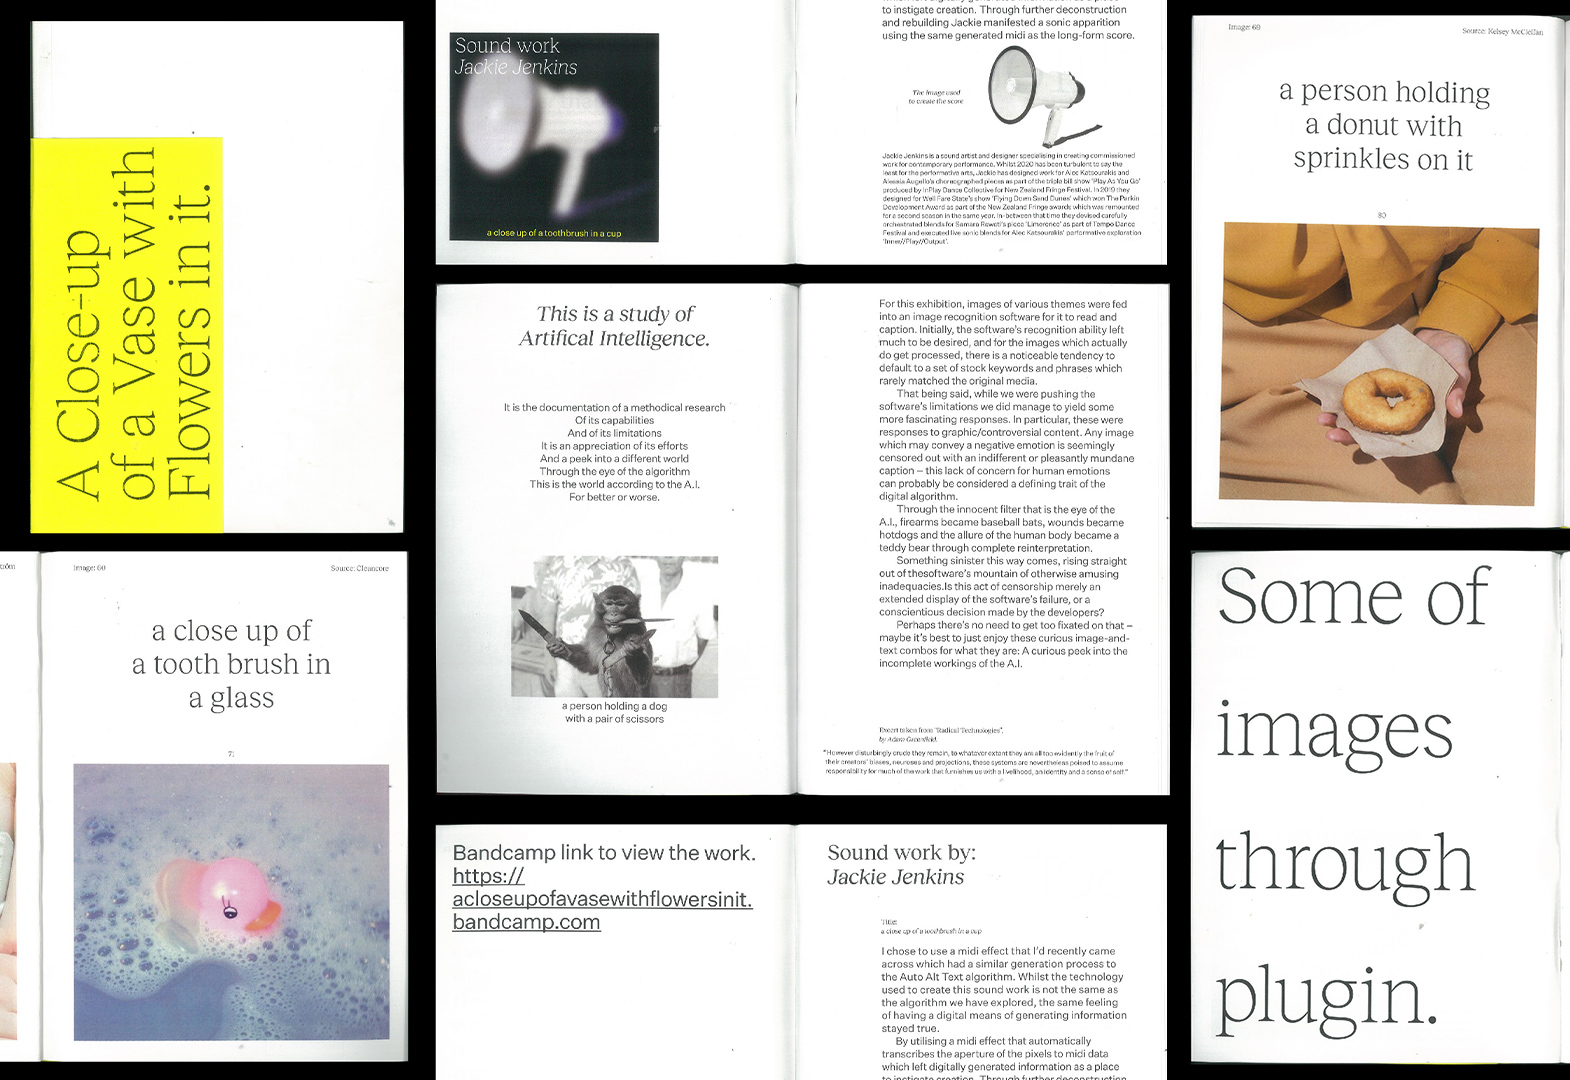 A Close-up
of a Vase with
Flowers in it.
ström
Image: 60
Source: Cleancore
a close up of
a tooth brush in
a glass
71
Sound work
Jackie Jenkins
a close up of a toothbrush in a cup
to instigate creation. Through further deconstruction
and rebuilding Jackie manifested a sonic apparition
using the same generated midi as the long-form score.
The image used
to create the score
Jackie Jenkins is a sound artist and designer specialising in creating commissioned
work for contemporary performance. Whilst 2020 has been turbulent to say the
least for the performative arts, Jackie has designed work for Alec Katsourakis and
Alessia Augello's choreographed pieces as part of the triple bill show 'Play As You Go'
produced by InPlay Dance Collective for New Zealand Fringe Festival. In 2019 they
designed for Well Fare State's show 'Flying Down Sand Dunes' which won The Parkin
Development Award as part of the New Zealand Fringe awards which was remounted
for a second season in the same year. In-between that time they devised carefully
orchestrated blends for Samara Reweti's piece 'Limerence' as part of Tempo Dance
Festival and executed live sonic blends for Alec Katsourakis' performative exploration
'Inner//Play//Output'.
This is a study of
Artifical Intelligence.
It is the documentation of a methodical research
Of its capabilities
And of its limitations
It is an appreciation of its efforts
And a peek into a different world
Through the eye of the algorithm
This is the world according to the A.I.
For better or worse.
a person holding a dog
with a pair of scissors
For this exhibition, images of various themes were fed
into an image recognition software for it to read and
caption. Initially, the software's recognition ability left
much to be desired, and for the images which actually
do get processed, there is a noticeable tendency to
default to a set of stock keywords and phrases which
rarely matched the original media.
That being said, while we were pushing the
software's limitations we did manage to yield some
more fascinating responses. In particular, these were
responses to graphic/controversial content. Any image
which may convey a negative emotion is seemingly
censored out with an indifferent or pleasantly mundane
caption – this lack of concern for human emotions
can probably be considered a defining trait of the
digital algorithm.
Through the innocent filter that is the eye of the
A.I., firearms became baseball bats, wounds became
hotdogs and the allure of the human body became a
teddy bear through complete reinterpretation.
Something sinister this way comes, rising straight
out of thesoftware's mountain of otherwise amusing
inadequacies.Is this act of censorship merely an
extended display of the software's failure, or a
conscientious decision made by the developers?
Perhaps there's no need to get too fixated on that –
maybe it's best to just enjoy these curious image-and-
text combos for what they are: A curious peek into the
incomplete workings of the A.I.
Exert taken from "Radical Technologies",
by Adam Greenfield.
"However disturbingly crude they remain, to whatever extant they are all too evidently the fruit of
their creators' biases, neuroses and projections, these systems are nevertheless poised to assume
responsibility for much of the work that furnishes us with a livelihood, an identity and a sense of self."
Bandcamp link to view the work.
https://
acloseupofavasewithflowersinit.
bandcamp.com
Sound work by:
Jackie Jenkins
Title:
a close up of a toothbrush in a cup
I chose to use a midi effect that I'd recently came
across which had a similar generation process to
the Auto Alt Text algorithm. Whilst the technology
used to create this sound work is not the same as
the algorithm we have explored, the same feeling
of having a digital means of generating information
stayed true.
By utilising a midi effect that automatically
transcribes the aperture of the pixels to midi data
which left digitally generated information as a place
to instigate creation. Through further deconstruction
Image: 69
Source: Kelsey McClellan
a person holding
a donut with
sprinkles on it
80
Some of
images
through
plugin.